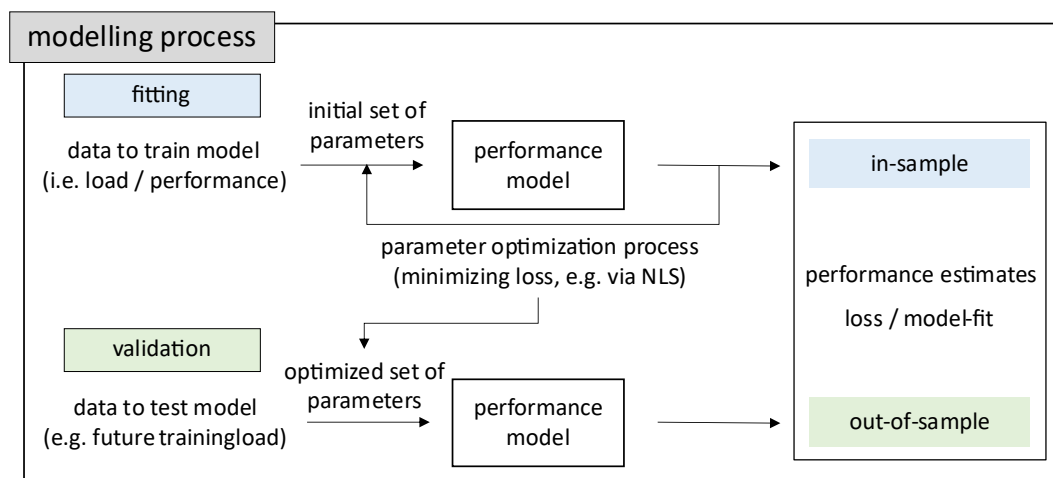 modelling process
fitting
data to train model
(i.e. load / performance)
initial set of
parameters
performance
model
in-sample
parameter optimization process
(minimizing loss, e.g. via NLS)
performance estimates
loss / model-fit
validation
data to test model
(e.g. future trainingload)
optimized set of
parameters
performance
model
out-of-sample